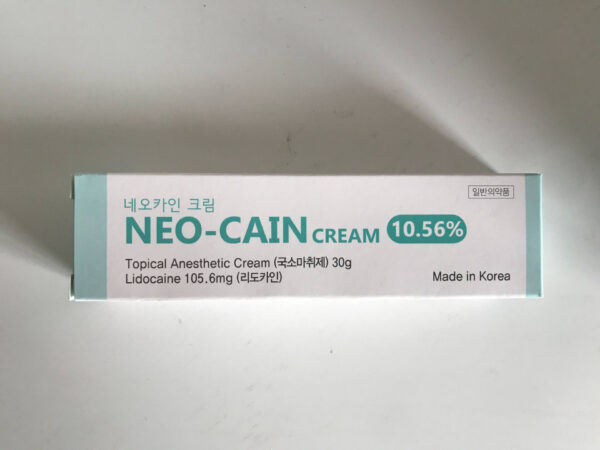 일반의약품
네오카인 크림
NEO-CAIN CREAM 10.56%
Topical Anesthetic Cream (국소마취제) 30g
Lidocaine 105.6mg (리도카인)
Made in Korea